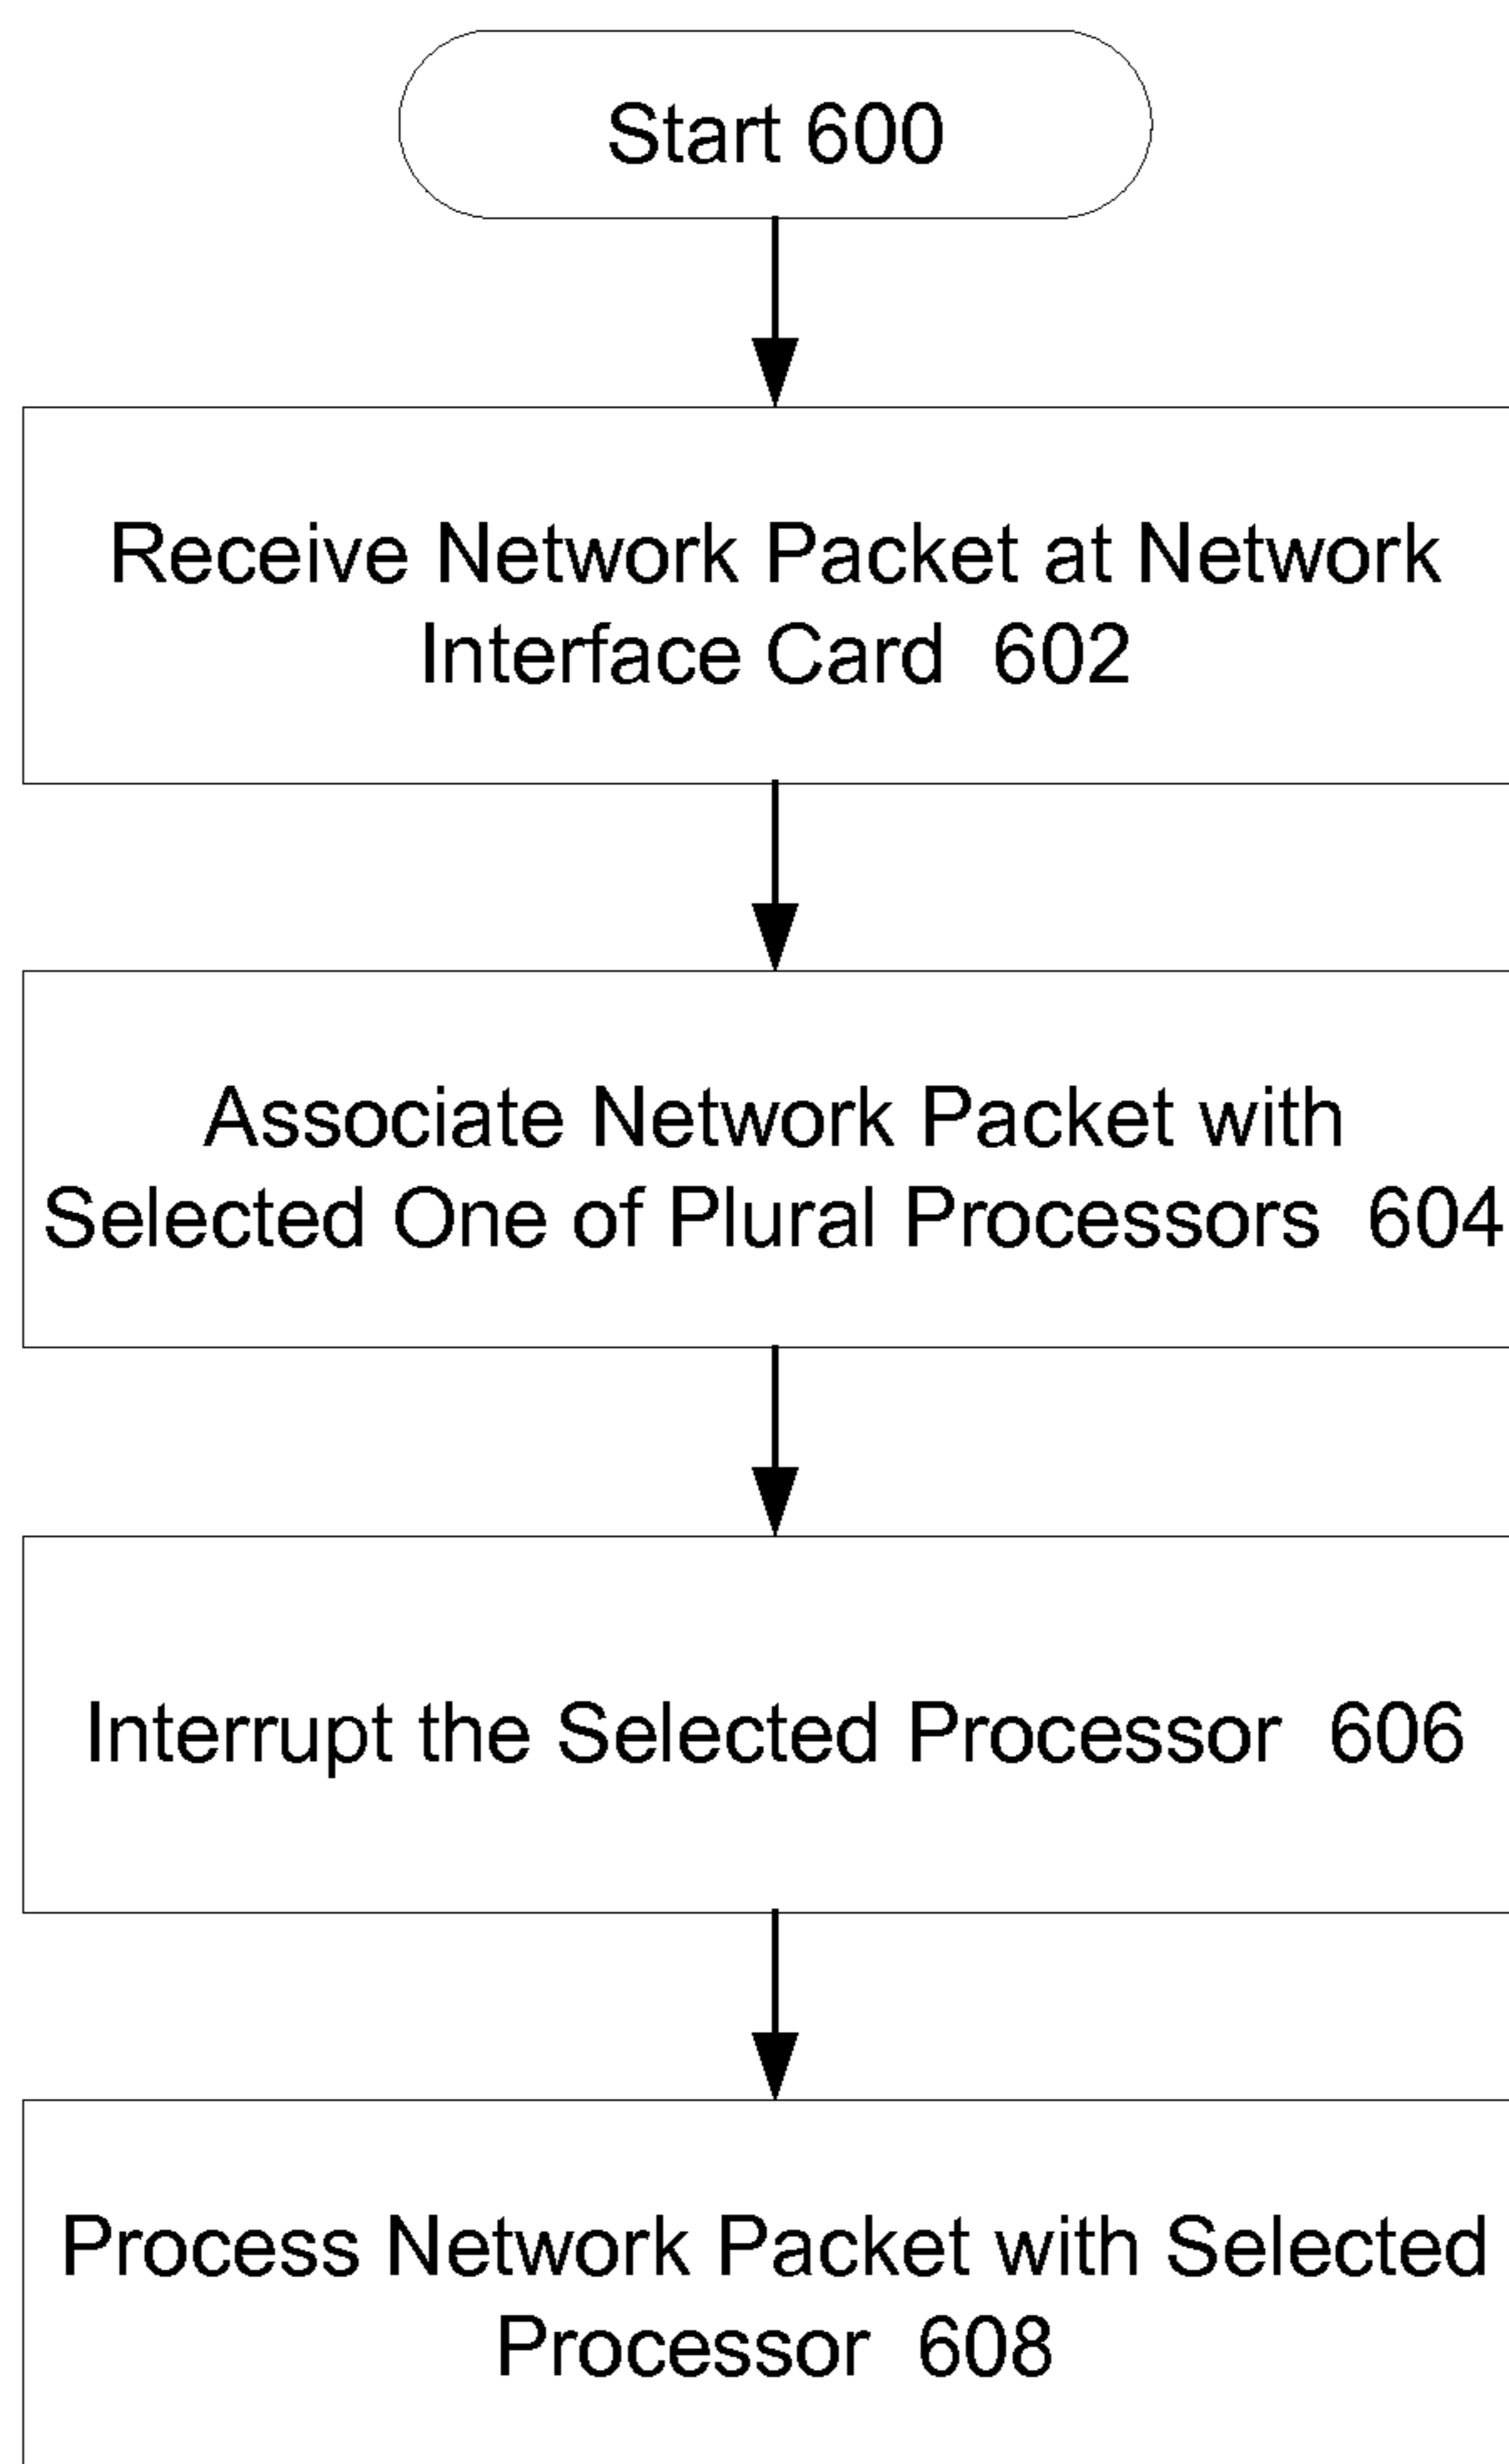 Start 600
Receive Network Packet at Network
Interface Card 602
Associate Network Packet with
Selected One of Plural Processors 604
Interrupt the Selected Processor 606
Process Network Packet with Selected
Processor 608